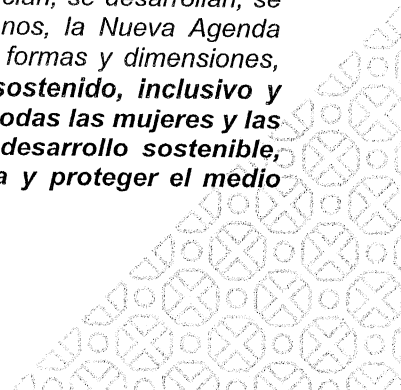 se desarrollan, se
nos, la Nueva Agenda
formas y dimensiones,
sostenido, inclusivo y
odas las mujeres y las
desarrollo sostenible,
a y proteger el medio